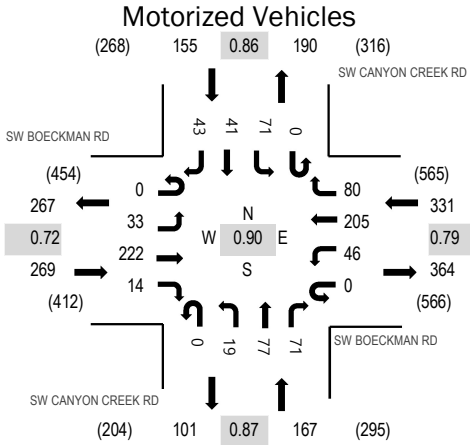 Motorized Vehicles
(268) 155 0.86 190 (316)
SW CANYON CREEK RD
SW BOECKMAN RD
43 41 71 0
(454) (565)
267 0 80 331
0.72 33 N 205 0.79
W 0.90 E
269 222 S 46 364
14 0
(412) (566)
0 19 77 71
SW BOECKMAN RD
SW CANYON CREEK RD
(204) 101 0.87 167 (295)